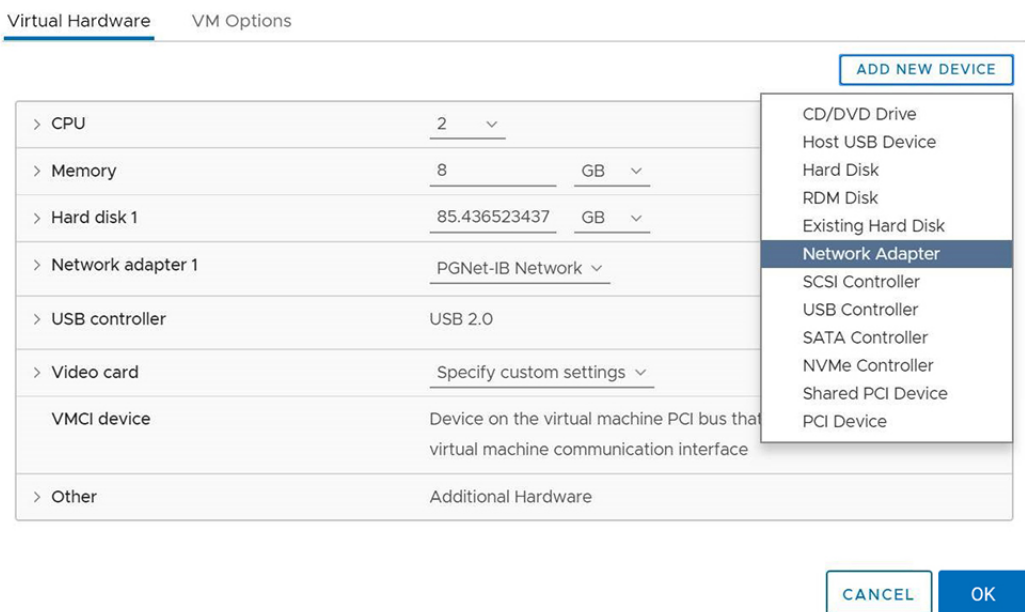 Virtual Hardware VM Options
ADD NEW DEVICE
CPU 2
Memory 8 GB
Hard disk 1 85.436523437 GB
Network adapter 1 PGNet-IB Network
USB controller USB 2.0
Video card Specify custom settings
VMCI device Device on the virtual machine PCI bus that
virtual machine communication interface
Other Additional Hardware
CD/DVD Drive
Host USB Device
Hard Disk
RDM Disk
Existing Hard Disk
Network Adapter
SCSI Controller
USB Controller
SATA Controller
NVMe Controller
Shared PCI Device
PCI Device
CANCEL OK